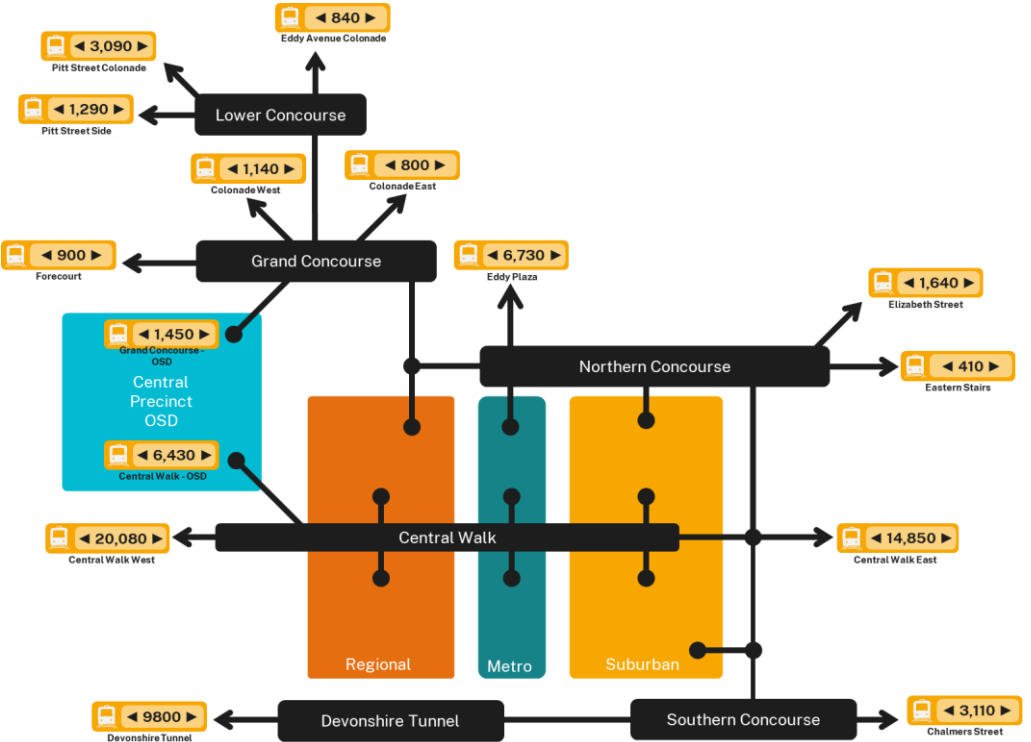 ◄ 840 ►
Eddy Avenue Colonade
◄ 3,090 ►
Pitt Street Colonade
◄ 1,290 ►
Pitt Street Side
Lower Concourse
◄ 1,140 ►
Colonade West
◄ 800 ►
Colonade East
◄ 900 ►
Forecourt
Grand Concourse
◄ 6,730 ►
Eddy Plaza
◄ 1,640 ►
Elizabeth Street
◄ 1,450 ►
Grand Concourse -
OSD
Central
Precinct
OSD
Northern Concourse
◄ 410 ►
Eastern Stairs
◄ 6,430 ►
Central Walk - OSD
◄ 20,080 ►
Central Walk West
Central Walk
◄ 14,850 ►
Central Walk East
Regional
Metro
Suburban
◄ 9800 ►
Devonshire Tunnel
Devonshire Tunnel
Southern Concourse
◄ 3,110 ►
Chalmers Street